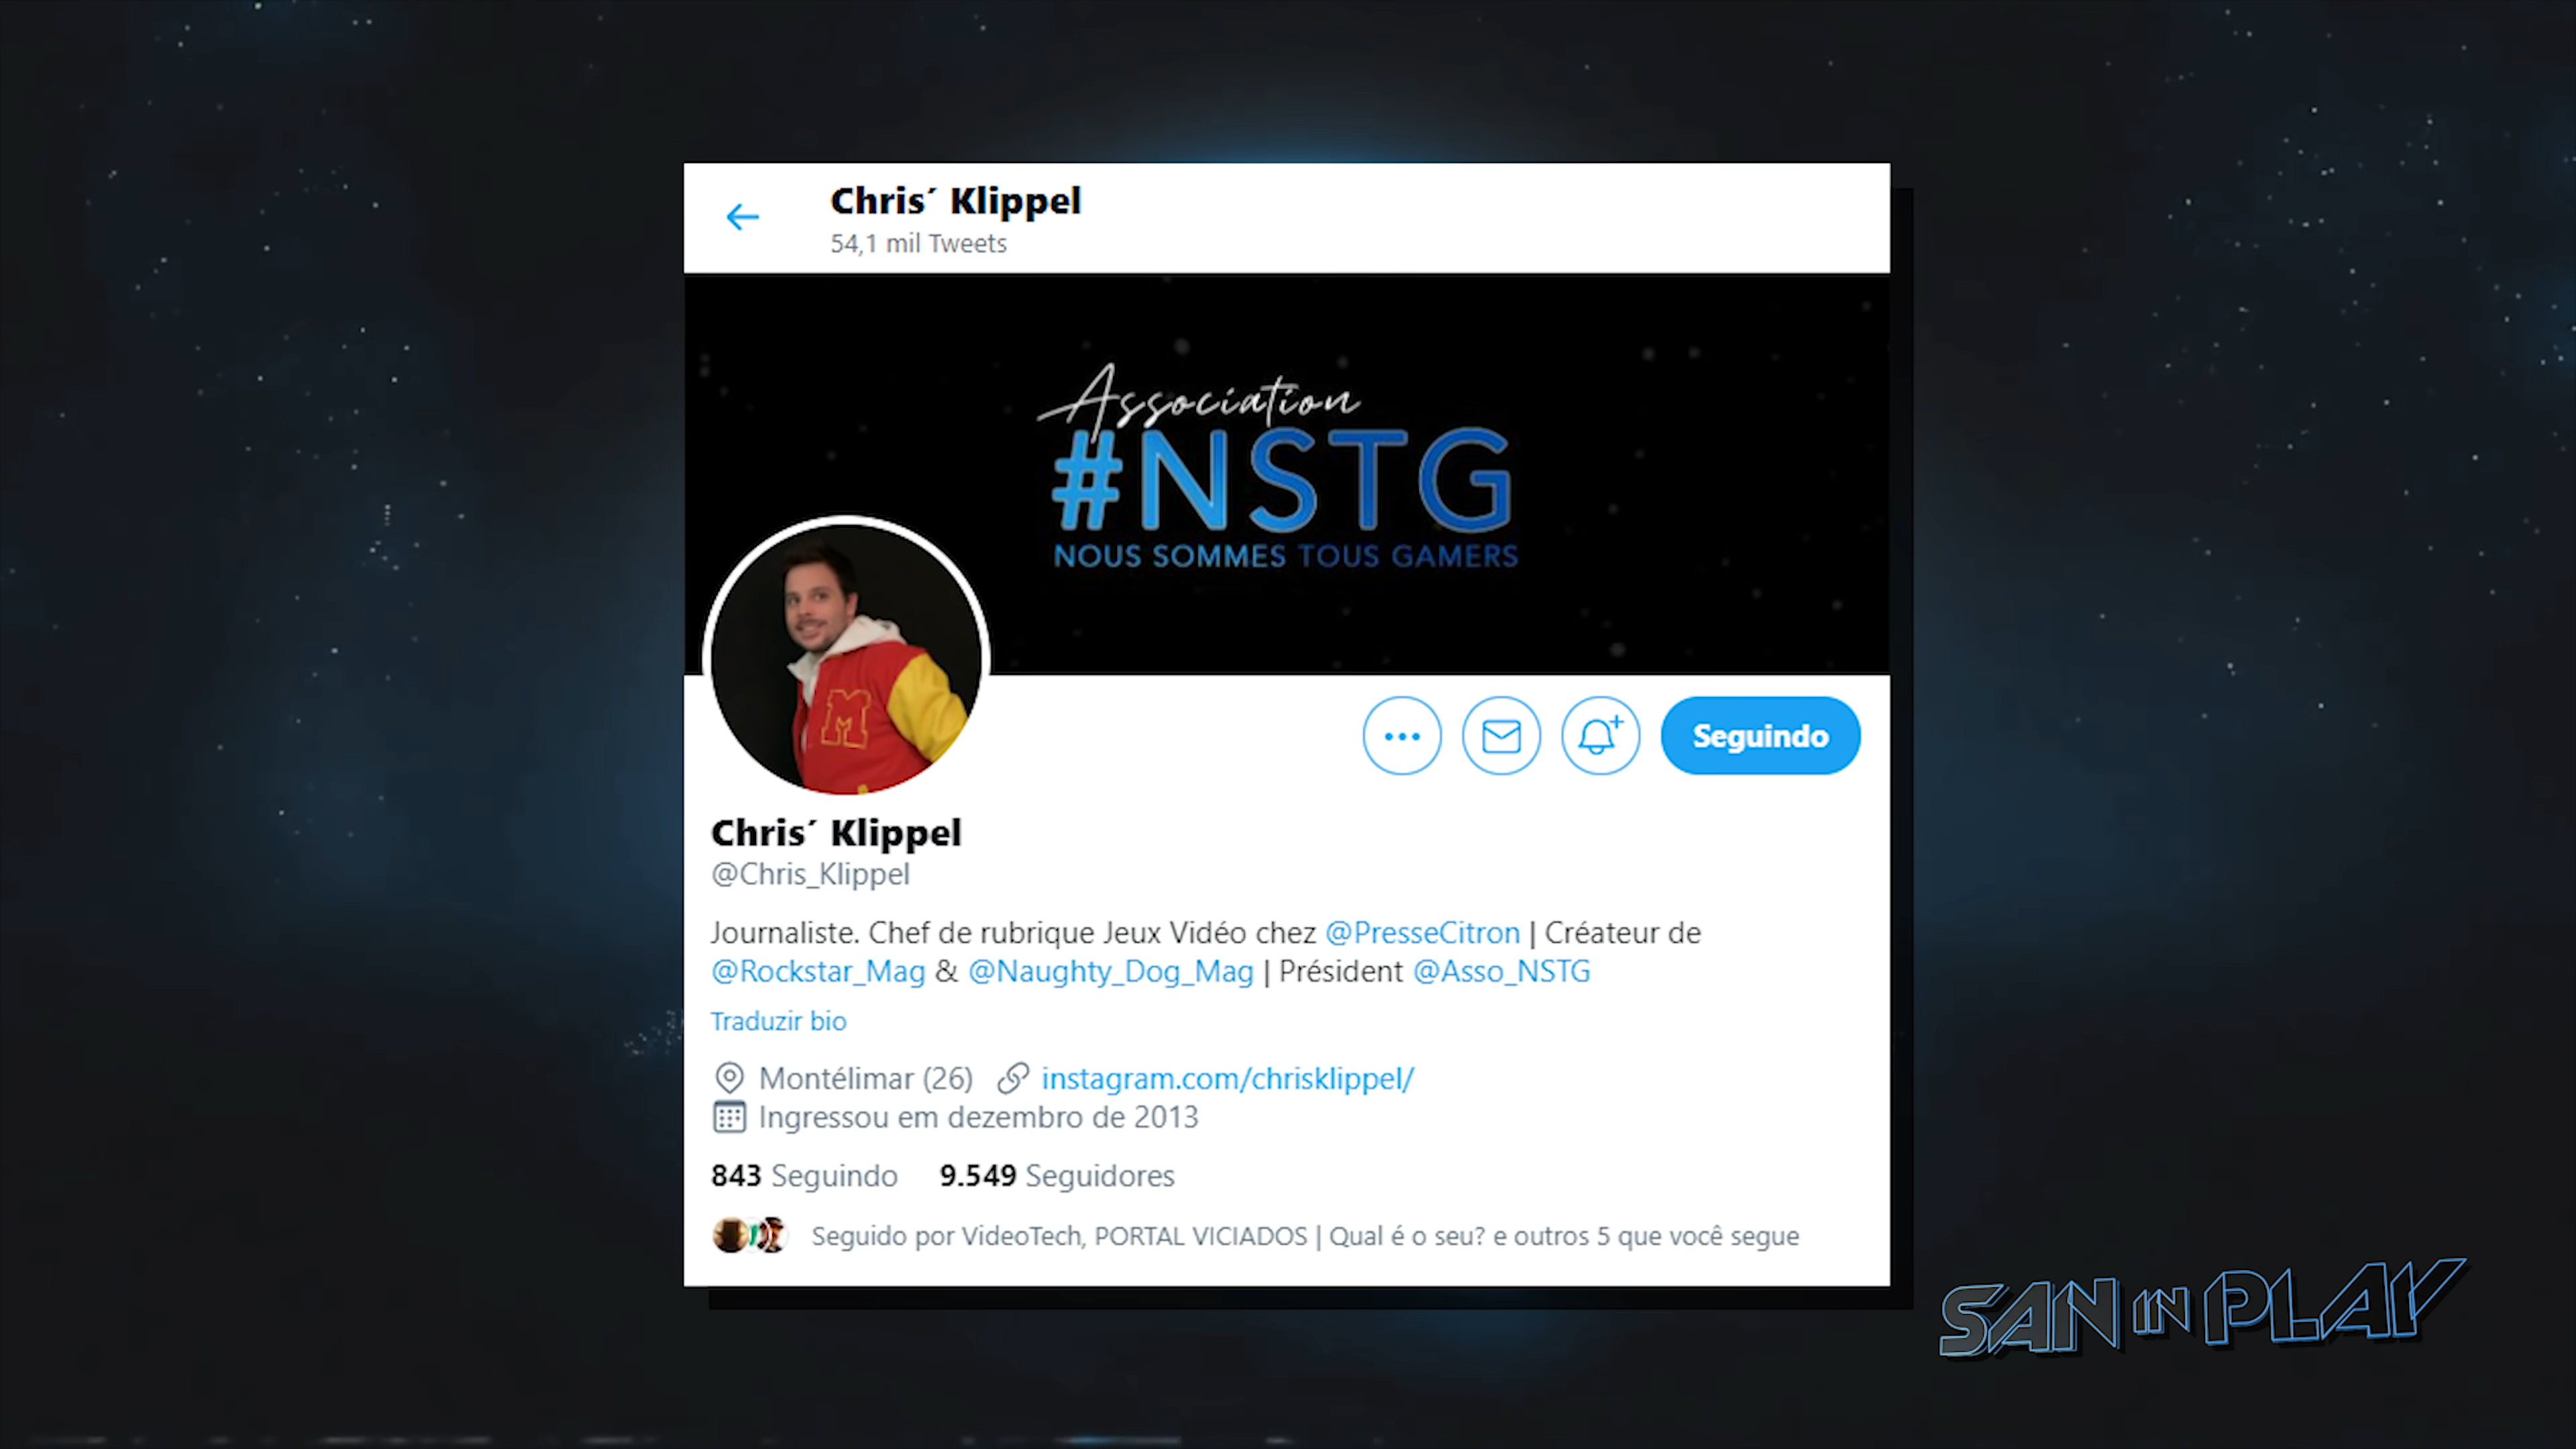 Chris´ Klippel
54,1 mil Tweets
Association
#NSTG
NOUS SOMMES TOUS GAMERS
M
Seguindo
Chris´ Klippel
@Chris_Klippel
Journaliste. Chef de rubrique Jeux Vidéo chez @PresseCitron | Créateur de
@Rockstar_Mag & @Naughty_Dog_Mag | Président @Asso_NSTG
Traduzir bio
Montélimar (26) instagram.com/chrisklippel/
Ingressou em dezembro de 2013
843 Seguindo 9.549 Seguidores
Seguido por VideoTech, PORTAL VICIADOS | Qual é o seu? e outros 5 que você segue
SAN IN PLAY